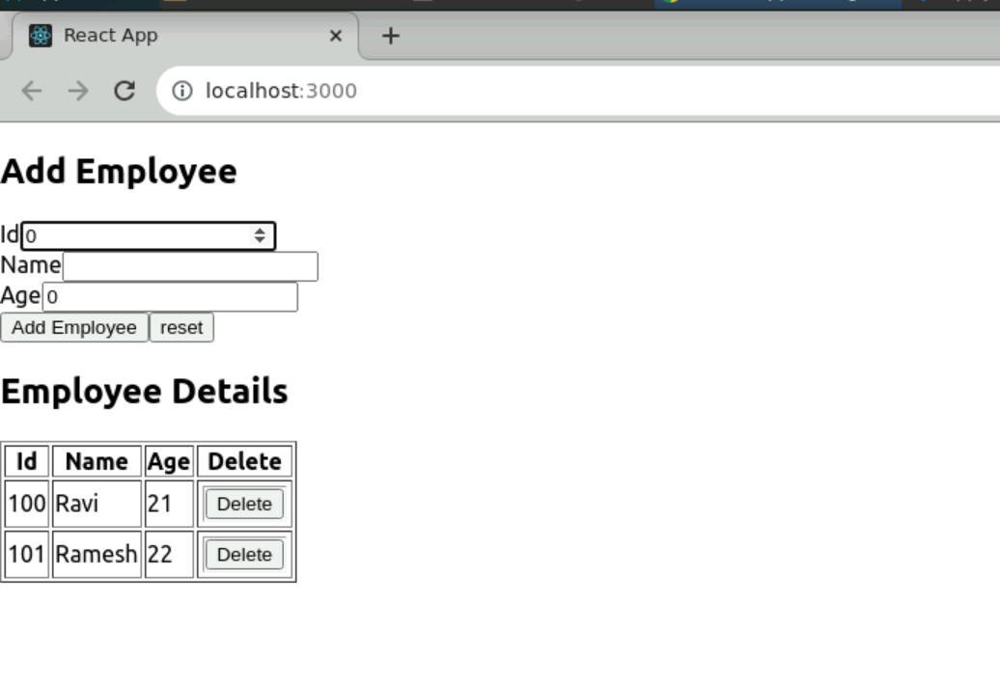 React App
localhost:3000
Add Employee
Id 0
Name
Age 0
Add Employee reset
Employee Details
Id Name Age Delete
100 Ravi 21 Delete
101 Ramesh 22 Delete